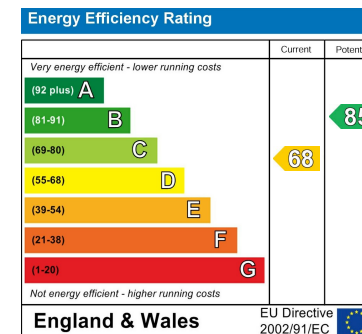 Energy Efficiency Rating
Current Potent
Very energy efficient - lower running costs
(92 plus) A
(81-91) B 85
(69-80) C
68
(55-68) D
(39-54) E
(21-38) F
(1-20) G
Not energy efficient - higher running costs
England & Wales
EU Directive
2002/91/EC